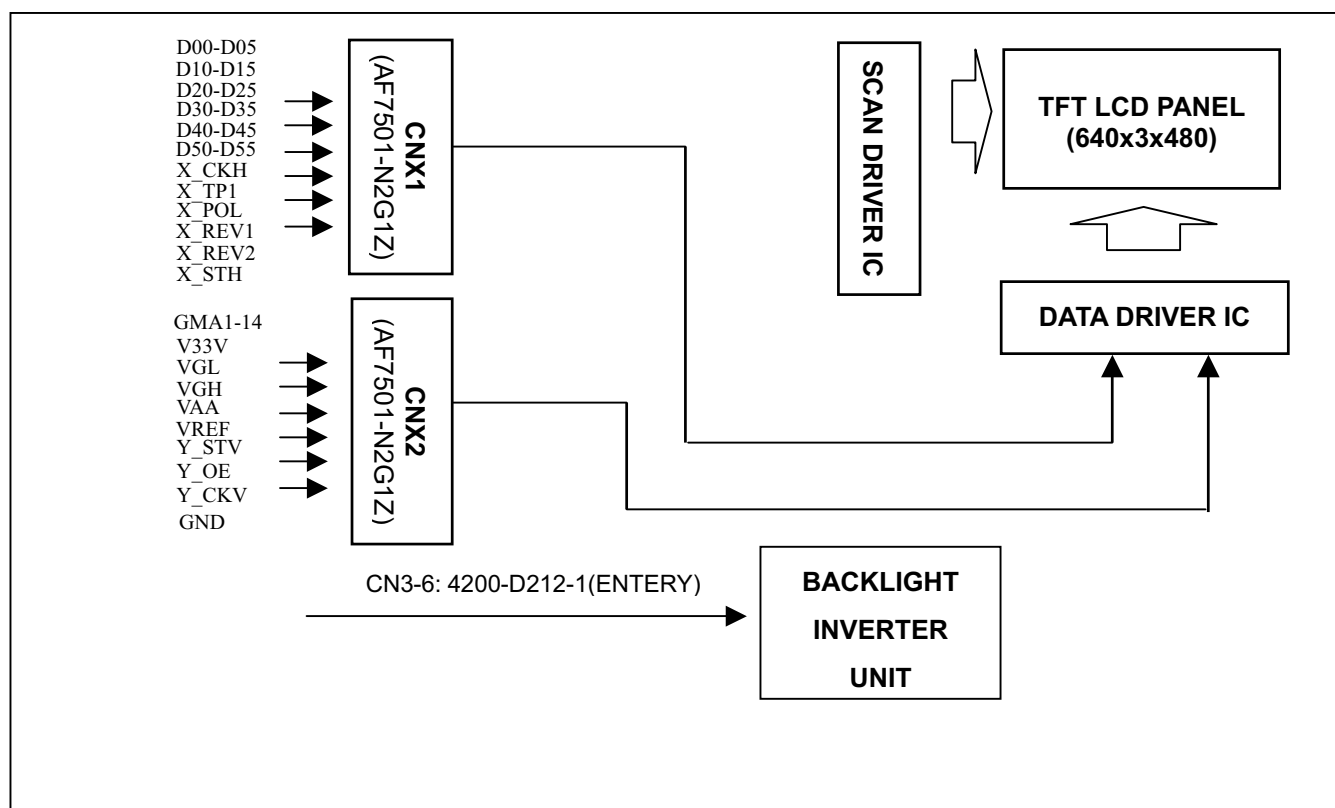 D00-D05
D10-D15
D20-D25
D30-D35
D40-D45
D50-D55
X_CKH
X_TP1
X_POL
X_REV1
X_REV2
X_STH
CNX1
(AF7501-N2G1Z)
GMA1-14
V33V
VGL
VGH
VAA
VREF
Y_STV
Y_OE
Y_CKV
GND
CNX2
(AF7501-N2G1Z)
SCAN DRIVER IC
TFT LCD PANEL
(640x3x480)
DATA DRIVER IC
CN3-6: 4200-D212-1(ENTERY)
BACKLIGHT
INVERTER
UNIT